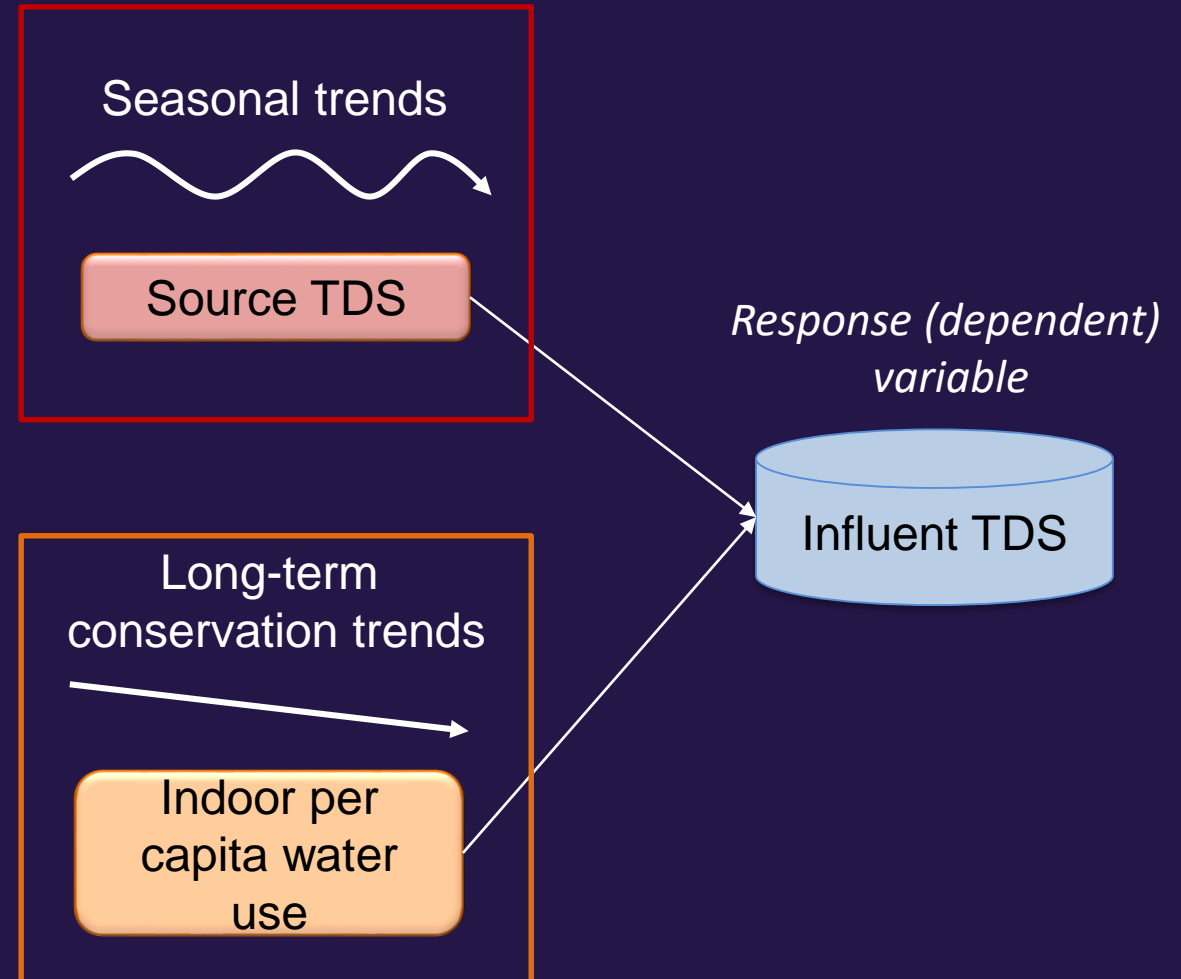 Seasonal trends
Source TDS
Response (dependent)
variable
Influent TDS
Long-term
conservation trends
Indoor per
capita water
use